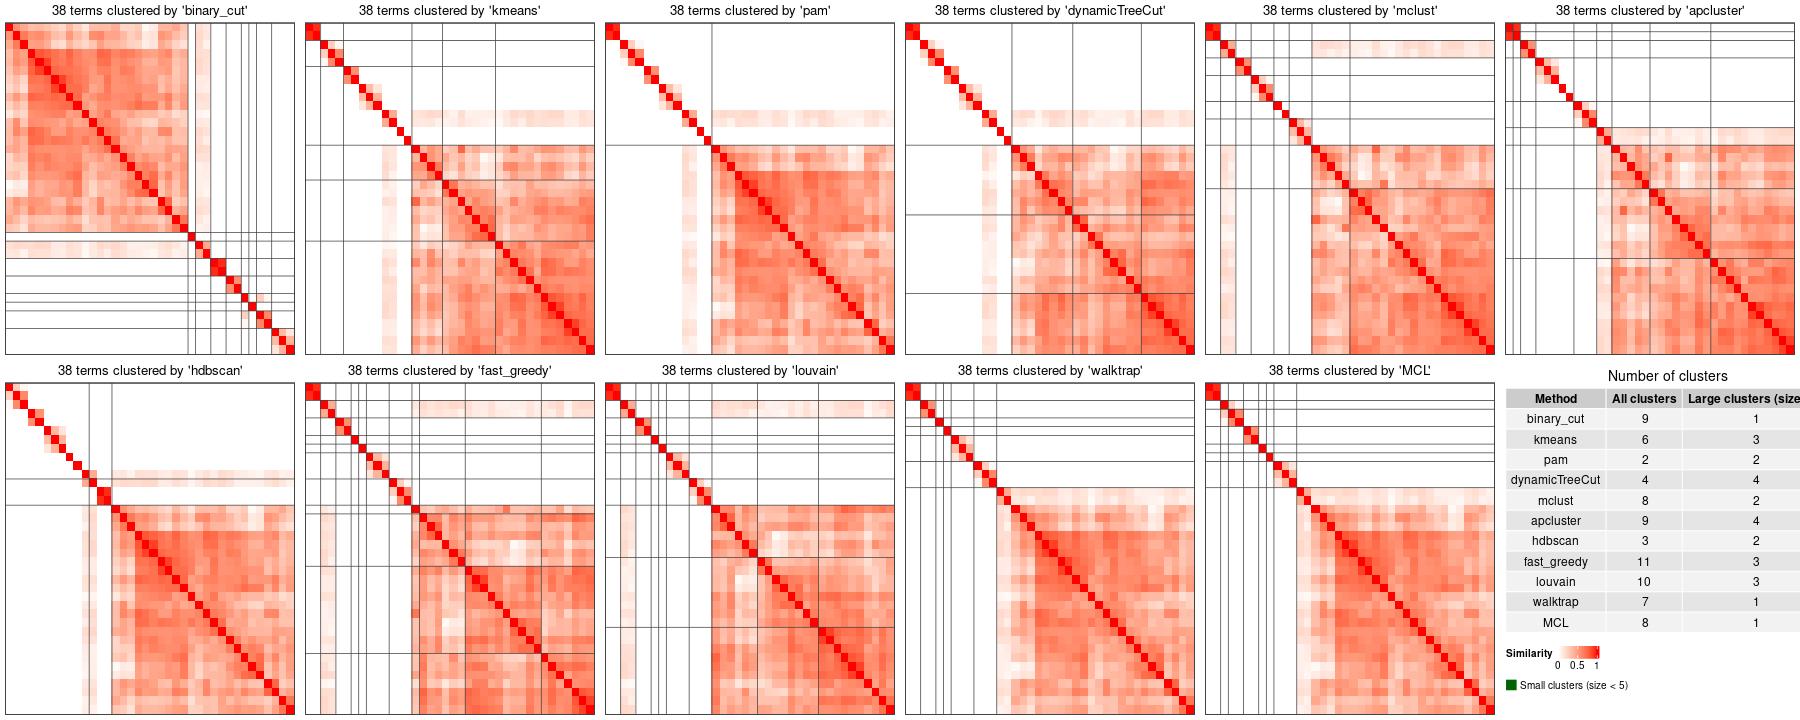 38 terms clustered by 'binary_cut'
38 terms clustered by 'kmeans'
38 terms clustered by 'pam'
38 terms clustered by 'dynamicTreeCut'
38 terms clustered by 'mclust'
38 terms clustered by 'apcluster'
38 terms clustered by 'hdbscan'
38 terms clustered by 'fast_greedy'
38 terms clustered by 'louvain'
38 terms clustered by 'walktrap'
38 terms clustered by 'MCL'
Number of clusters
Method All clusters Large clusters (size
binary_cut 9 1
kmeans 6 3
pam 2 2
dynamicTreeCut 4 4
mclust 8 2
apcluster 9 4
hdbscan 3 2
fast_greedy 11 3
louvain 10 3
walktrap 7 1
MCL 8 1
Similarity
0 0.5 1
Small clusters (size < 5)